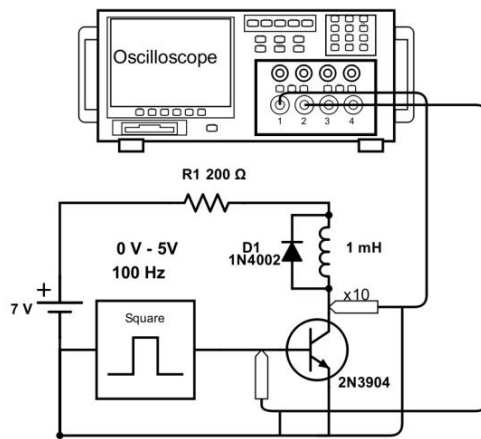 Oscilloscope
1 2 3 4
R1 200 Ω
0 V - 5V
100 Hz
D1
1N4002
1 mH
x10
+
7 V
Square
2N3904